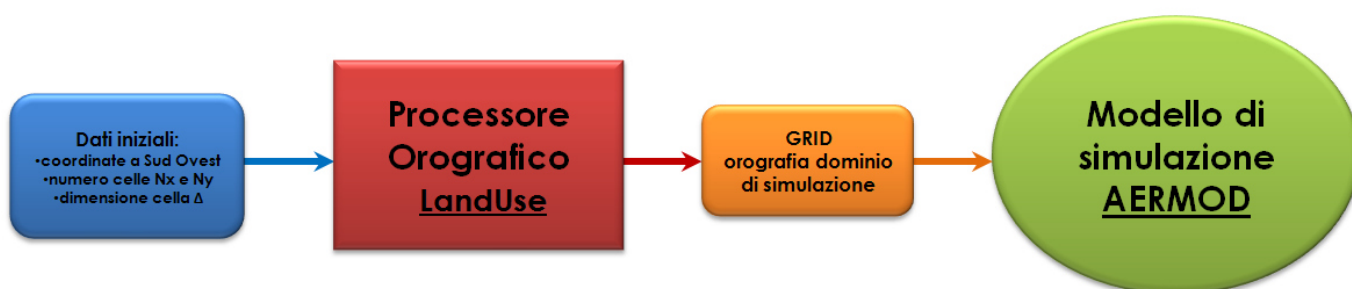 Dati iniziali:
•coordinate a Sud Ovest
•numero celle Nx e Ny
•dimensione cella Δ
Processore
Orografico
LandUse
GRID
orografia dominio
di simulazione
Modello di
simulazione
AERMOD